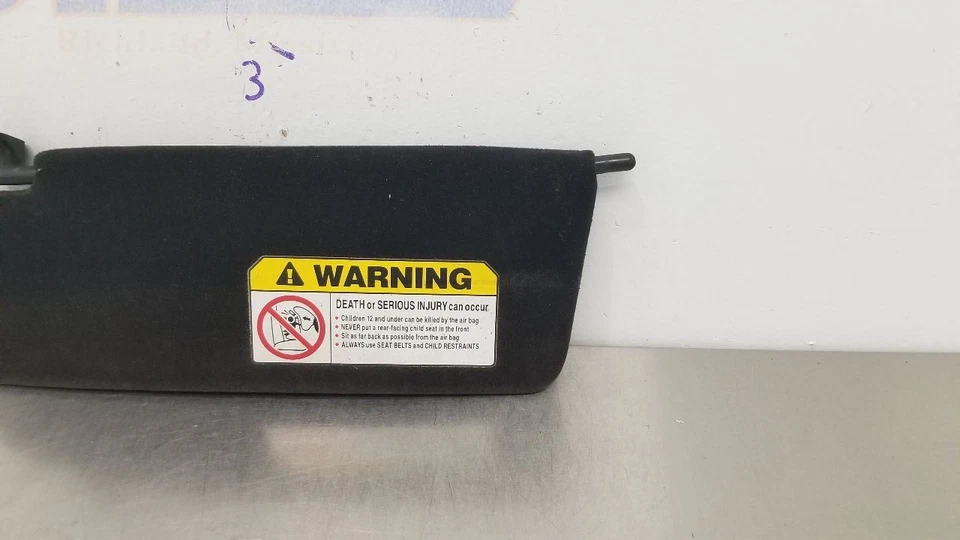 3
WARNING
DEATH or SERIOUS INJURY can occur
• Children 12 and under can be killed by the air bag
• NEVER put a rear-facing child seat in the front
• Sit as far back as possible from the air bag
• ALWAYS use SEAT BELTS and CHILD RESTRAINTS